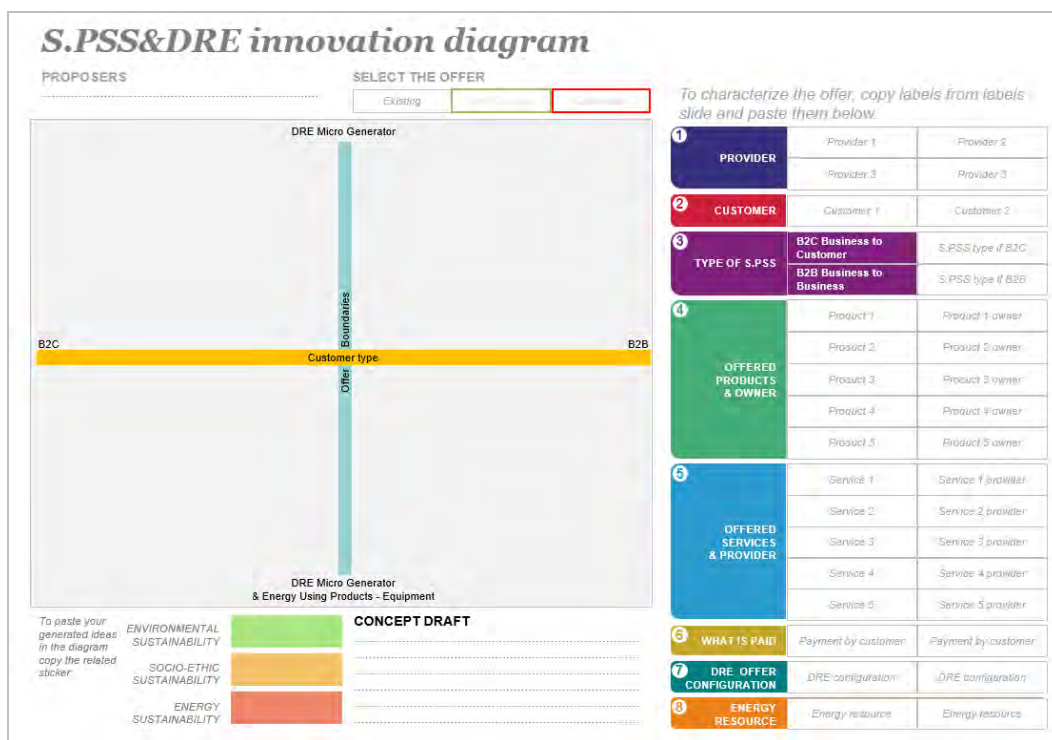 S.PSS&DRE innovation diagram
PROPOSERS
SELECT THE OFFER
Existing
To characterize the offer, copy labels from labels
slide and paste them below.
DRE Micro Generator
Boundaries
B2C
B2B
Customer type
Offer
DRE Micro Generator
& Energy Using Products - Equipment
1
PROVIDER
Provider 1
Provider 2
Provider 3
Provider 3
2
CUSTOMER
Customer 1
Customer 2
3
TYPE OF S.PSS
B2C Business to
Customer
S.PSS type if B2C
B2B Business to
Business
S.PSS type if B2B
4
OFFERED
PRODUCTS
& OWNER
Product 1
Product 1 owner
Product 2
Product 2 owner
Product 3
Product 3 owner
Product 4
Product 4 owner
Product 5
Product 5 owner
5
OFFERED
SERVICES
& PROVIDER
Service 1
Service 1 provider
Service 2
Service 2 provider
Service 3
Service 3 provider
Service 4
Service 4 provider
Service 5
Service 5 provider
6
WHAT IS PAID
Payment by customer
Payment by customer
7
DRE OFFER
CONFIGURATION
DRE configuration
DRE configuration
8
ENERGY
RESOURCE
Energy resource
Energy resource
To paste your
generated ideas
in the diagram
copy the related
sticker
ENVIRONMENTAL
SUSTAINABILITY
SOCIO-ETHIC
SUSTAINABILITY
ENERGY
SUSTAINABILITY
CONCEPT DRAFT